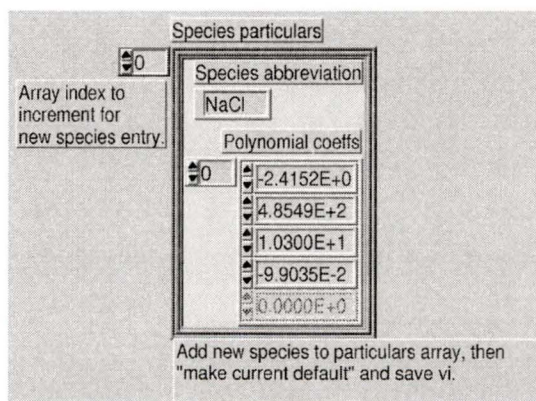 Species particulars
0
Array index to
increment for
new species entry.
Species abbreviation
NaCl
Polynomial coeffs
0
-2.4152E+0
4.8549E+2
1.0300E+1
-9.9035E-2
0.0000E+0
Add new species to particulars array, then
"make current default" and save vi.